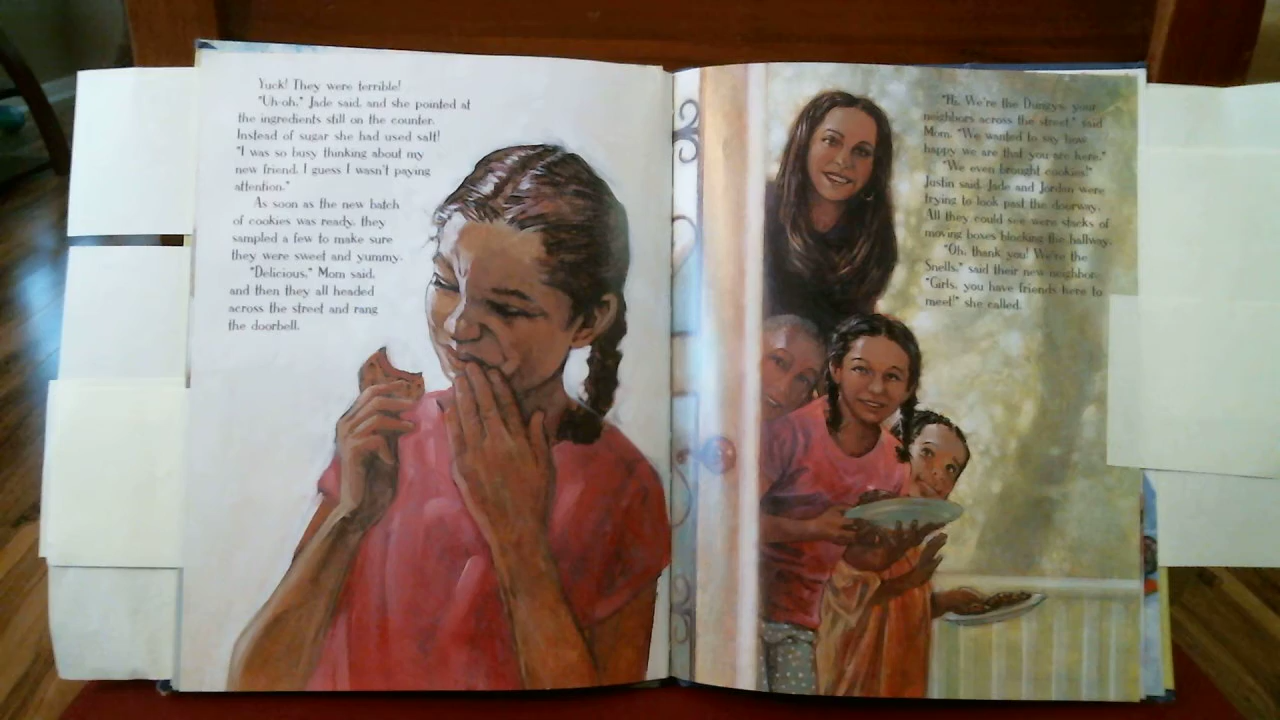 Yuck! They were terrible!
"Uh-oh," Jade said, and she pointed at
the ingredients still on the counter.
Instead of sugar she had used salt!
"I was so busy thinking about my
new friend, I guess I wasn't paying
attention."
As soon as the new batch
of cookies was ready, they
sampled a few to make sure
they were sweet and yummy.
"Delicious," Mom said,
and then they all headed
across the street and rang
the doorbell.
"Hi. We're the your
neighbors across the street," said
Mom. "We wanted to say how
happy we are that you are here."
"We even brought cookies!"
Justin said. Jade and Jordan were
trying to look past the doorway.
All they could see were stacks of
moving boxes blocking the hallway.
"Oh, thank you! We're the
Snells," said their new neighbor.
"Girls, you have friends here to
meet!" she called.